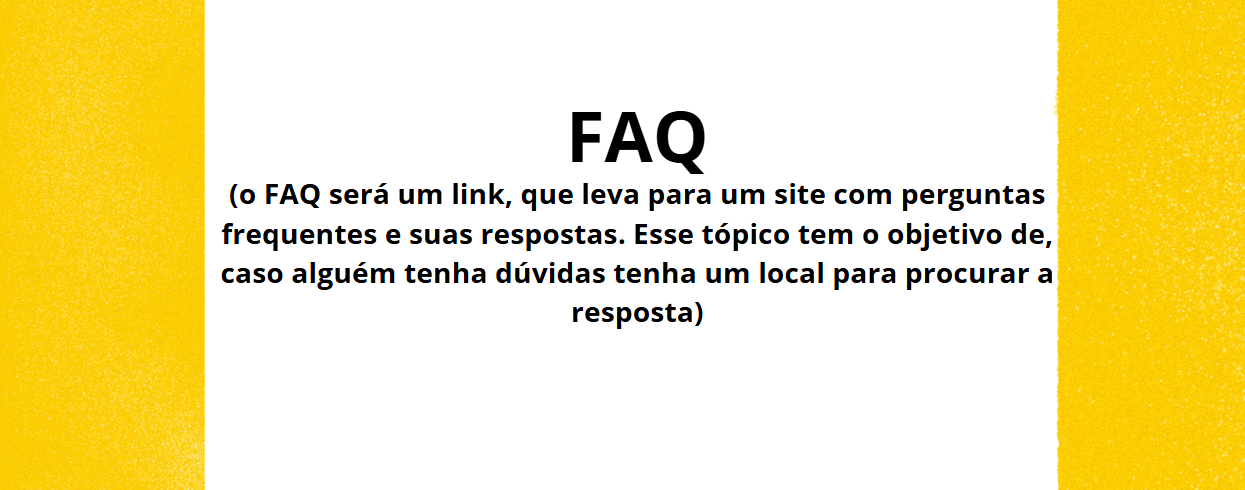 FAQ
(o FAQ será um link, que leva para um site com perguntas
frequentes e suas respostas. Esse tópico tem o objetivo de,
caso alguém tenha dúvidas tenha um local para procurar a
resposta)